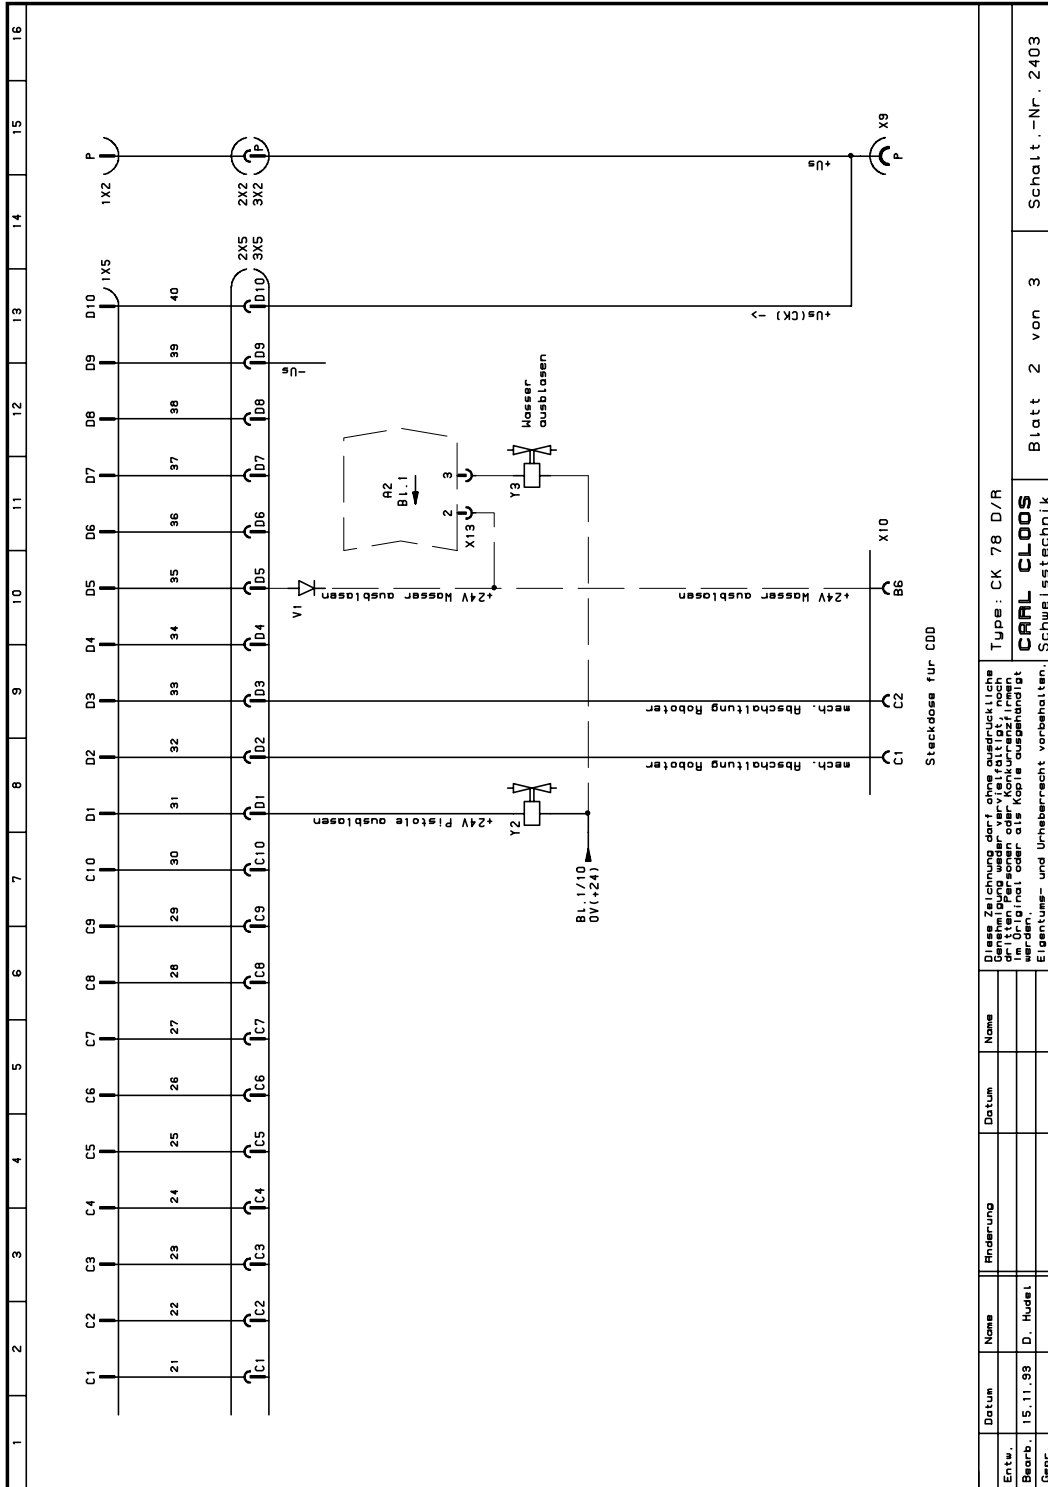 1 2 3 4 5 6 7 8 9 10 11 12 13 14 15 16
C1 C2 C3 C4 C5 C6 C7 C8 C9 C10 D1 D2 D3 D4 D5 D6 D7 D8 D9 D10 1X5 1X2 P
21 22 23 24 25 26 27 28 29 30 31 32 33 34 35 36 37 38 39 40
2X5 2X2
3X5 3X2
C1 C2 C3 C4 C5 C6 C7 C8 C9 C10 D1 D2 D3 D4 D5 D6 D7 D8 D9 D10 P
-Us
V1
A2
Bl.1
2 3
X13
+24V Pistole ausblasen
+24V Wasser ausblasen
Y2
Y3
Wasser
ausblasen
Bl.1/10
0V(+24)
mech. Abschaltung Roboter
mech. Abschaltung Roboter
+24V Wasser ausblasen
+Us(CK) ->
+Us
C1 C2 B6 X10
P X9
Steckdose für CDD
Datum Name Änderung Datum Name
Entw.
Bearb. 15.11.93 D. Hudel
Gepr.
Diese Zeichnung darf ohne ausdrückliche
Genehmigung weder vervielfältigt, noch
dritten Personen oder Konkurrenzfirmen
im Original oder als Kopie ausgehändigt
werden.
Eigentums- und Urheberrecht vorbehalten.
Type: CK 78 D/R
CARL CLOOS
Schweisstechnik
Blatt 2 von 3
Schalt.-Nr. 2403